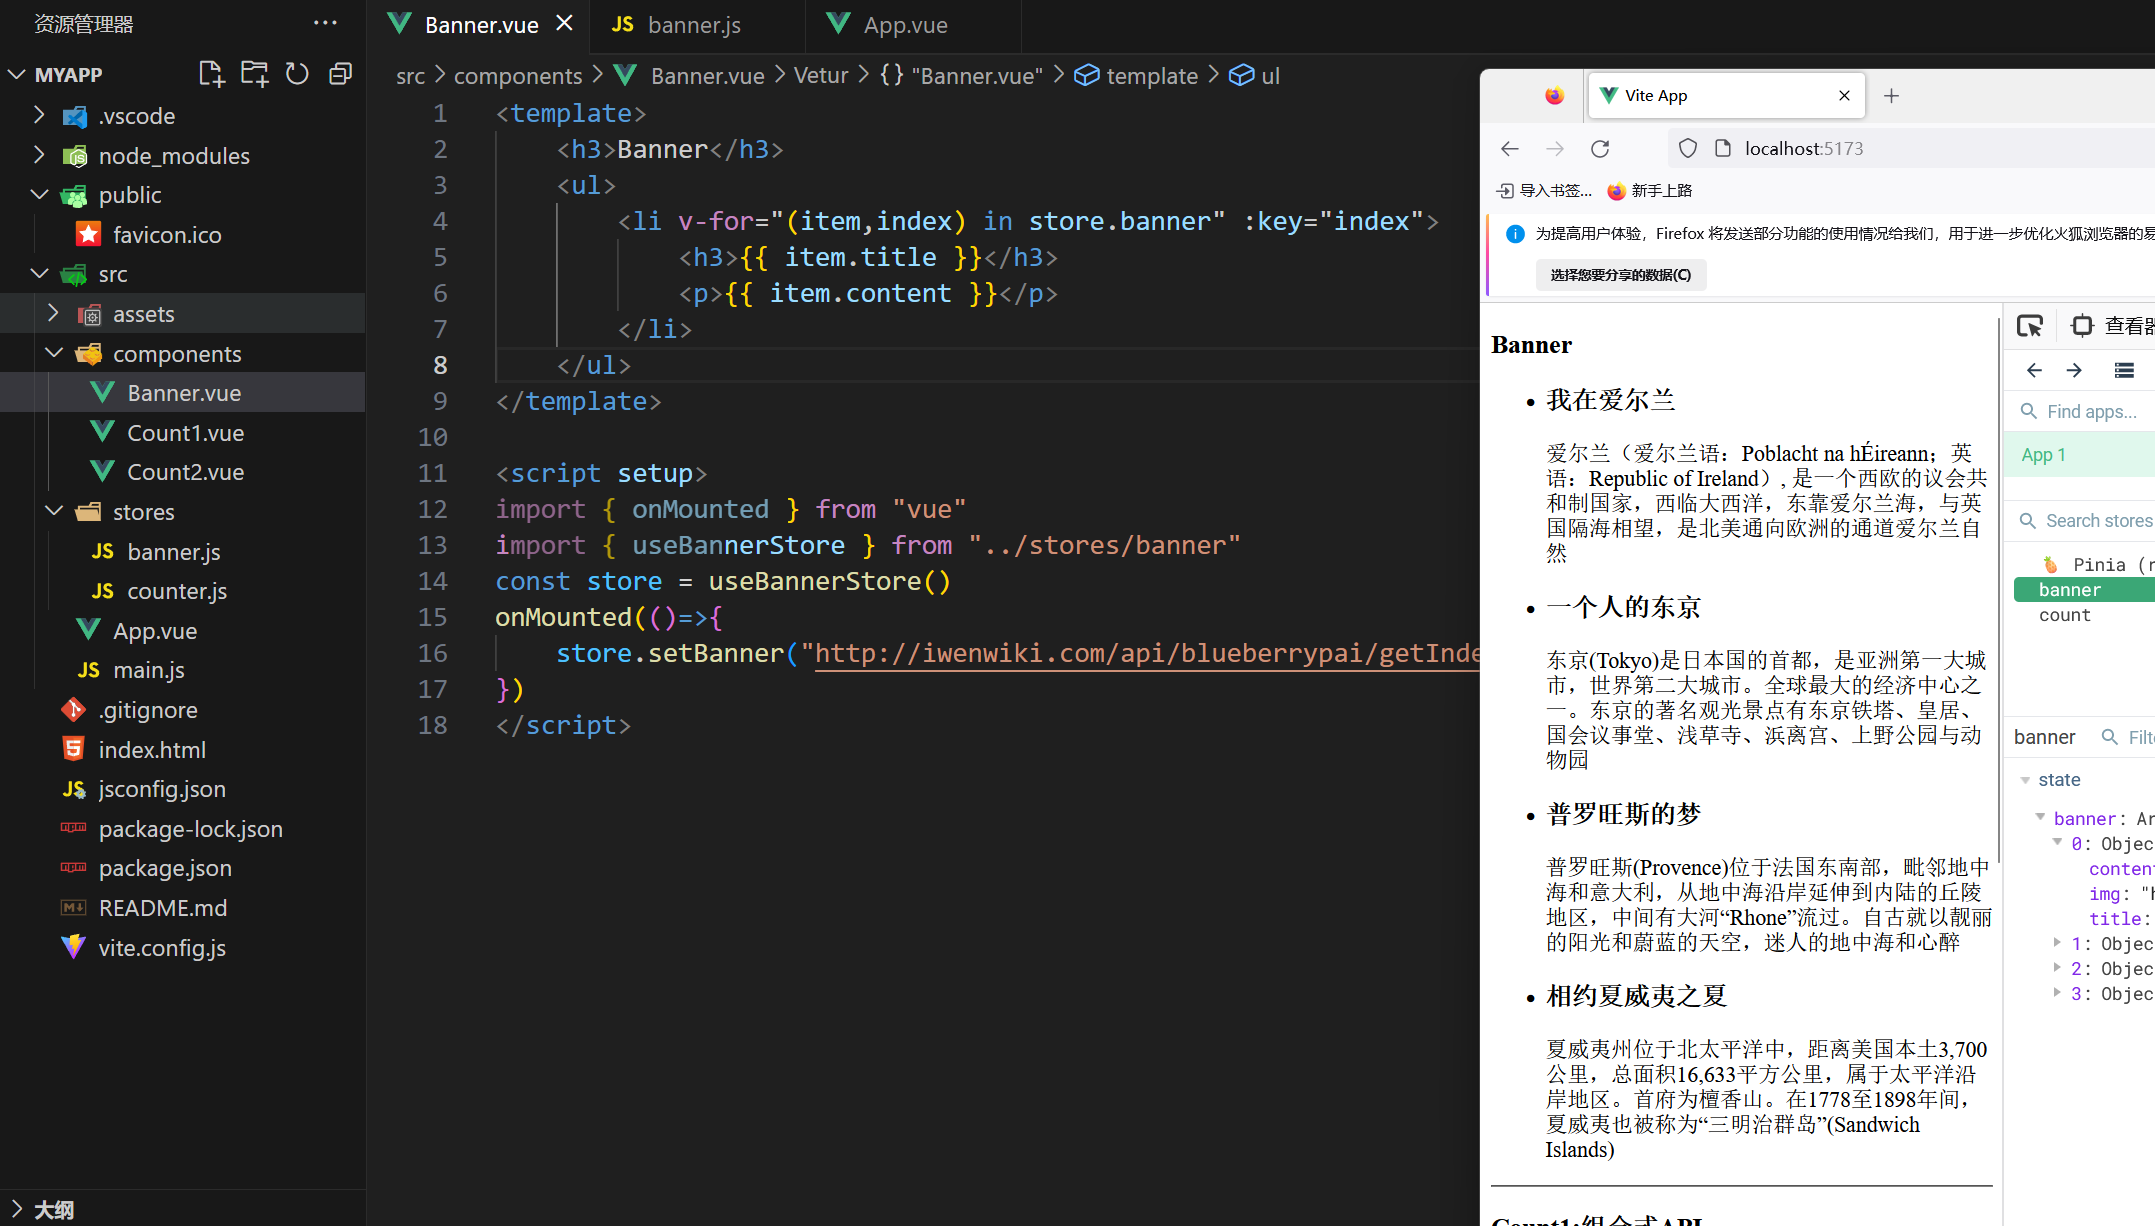 资源管理器
MYAPP
.vscode
node_modules
public
favicon.ico
src
assets
components
Banner.vue
Count1.vue
Count2.vue
stores
banner.js
counter.js
App.vue
main.js
.gitignore
index.html
jsconfig.json
package-lock.json
package.json
README.md
vite.config.js
大纲
Banner.vue
JS banner.js
App.vue
src > components > Banner.vue > Vetur > {} "Banner.vue" > template > ul
1 <template>
2 <h3>Banner</h3>
3 <ul>
4 <li v-for="(item,index) in store.banner" :key="index">
5 <h3>{{ item.title }}</h3>
6 <p>{{ item.content }}</p>
7 </li>
8 </ul>
9 </template>
10
11 <script setup>
12 import { onMounted } from "vue"
13 import { useBannerStore } from "../stores/banner"
14 const store = useBannerStore()
15 onMounted(()=>{
16 store.setBanner("http://iwenwiki.com/api/blueberrypai/getInde
17 })
18 </script>
Vite App
localhost:5173
导入书签...
新手上路
为提高用户体验，Firefox 将发送部分功能的使用情况给我们，用于进一步优化火狐浏览器的易
选择您要分享的数据(C)
Banner
我在爱尔兰
爱尔兰（爱尔兰语：Poblacht na hÉireann；英
语：Republic of Ireland）, 是一个西欧的议会共
和制国家，西临大西洋，东靠爱尔兰海，与英
国隔海相望，是北美通向欧洲的通道爱尔兰自
然
一个人的东京
东京(Tokyo)是日本国的首都，是亚洲第一大城
市，世界第二大城市。全球最大的经济中心之
一。东京的著名观光景点有东京铁塔、皇居、
国会议事堂、浅草寺、浜离宫、上野公园与动
物园
普罗旺斯的梦
普罗旺斯(Provence)位于法国东南部，毗邻地中
海和意大利，从地中海沿岸延伸到内陆的丘陵
地区，中间有大河“Rhone”流过。自古就以靓丽
的阳光和蔚蓝的天空，迷人的地中海和心醉
相约夏威夷之夏
夏威夷州位于北太平洋中，距离美国本土3,700
公里，总面积16,633平方公里，属于太平洋沿
岸地区。首府为檀香山。在1778至1898年间，
夏威夷也被称为“三明治群岛”(Sandwich
Islands)
Count1:组合式API
查看器
Find apps...
App 1
Search stores
Pinia (r
banner
count
banner Filt
state
banner: Ar
0: Objec
conten
img: "h
title:
1: Objec
2: Objec
3: Objec